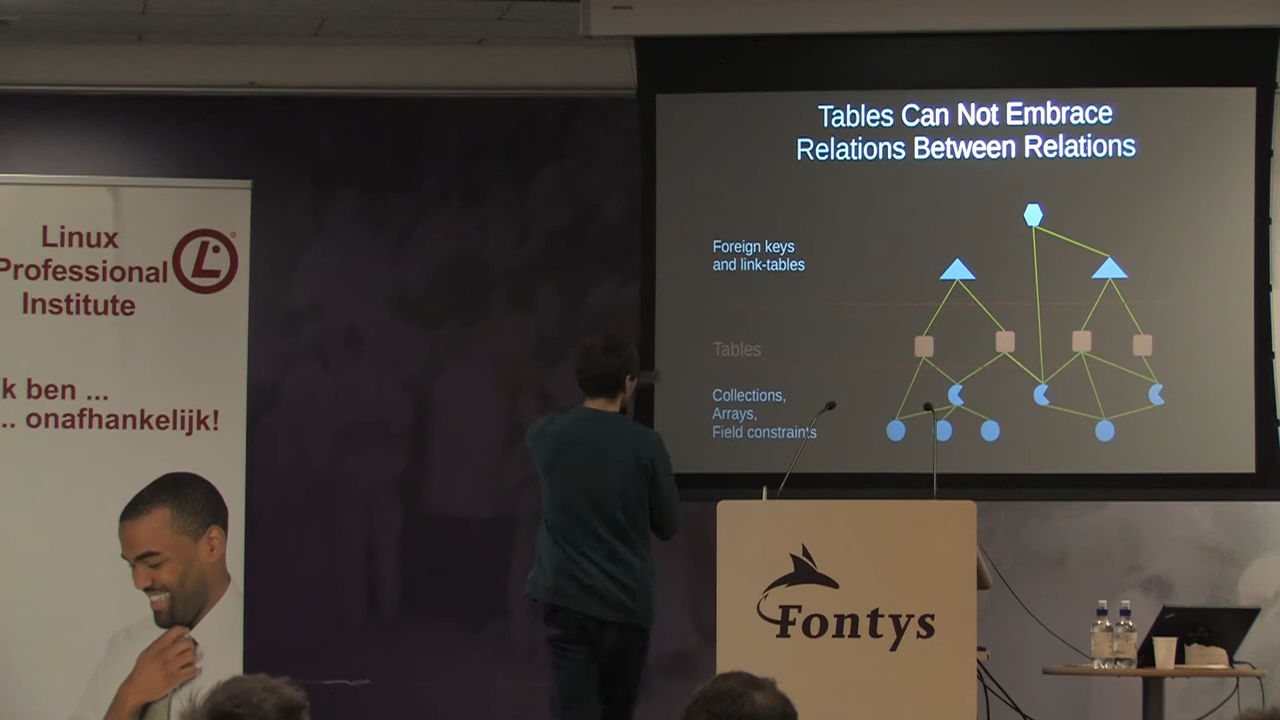 Linux
Professional
Institute
k ben ...
.. onafhankelijk!
Tables Can Not Embrace
Relations Between Relations
Foreign keys
and link-tables
Tables
Collections,
Arrays,
Field constraints
Fontys